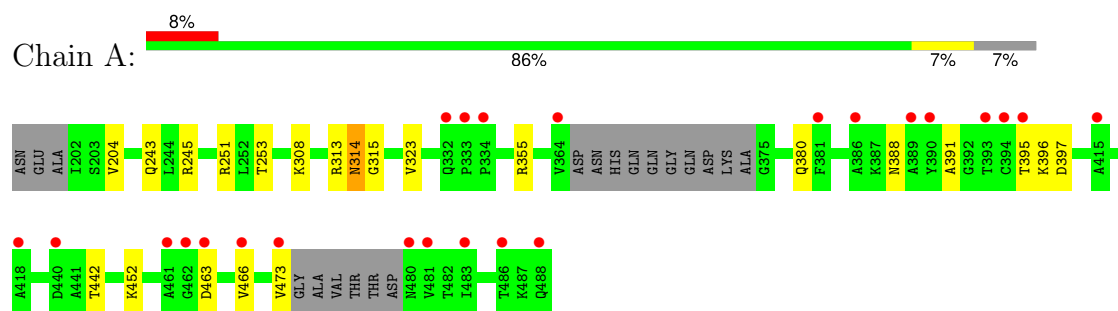 8%
Chain A:
86% 7% 7%
ASN GLU ALA I202 S203 V204 Q243 L244 R245 R251 L252 T253 K308 R313 N314 G315 V323 Q332 P333 P334 R355 V364 ASP ASN HIS GLN GLN GLY GLN ASP LYS ALA G375 Q380 F381 A386 K387 N388 A389 Y390 A391 G392 T393 C394 T395 K396 D397 A415
A418 D440 A441 T442 K452 A461 G462 D463 V466 V473 GLY ALA VAL THR THR ASP N480 V481 T482 I483 T486 K487 Q488